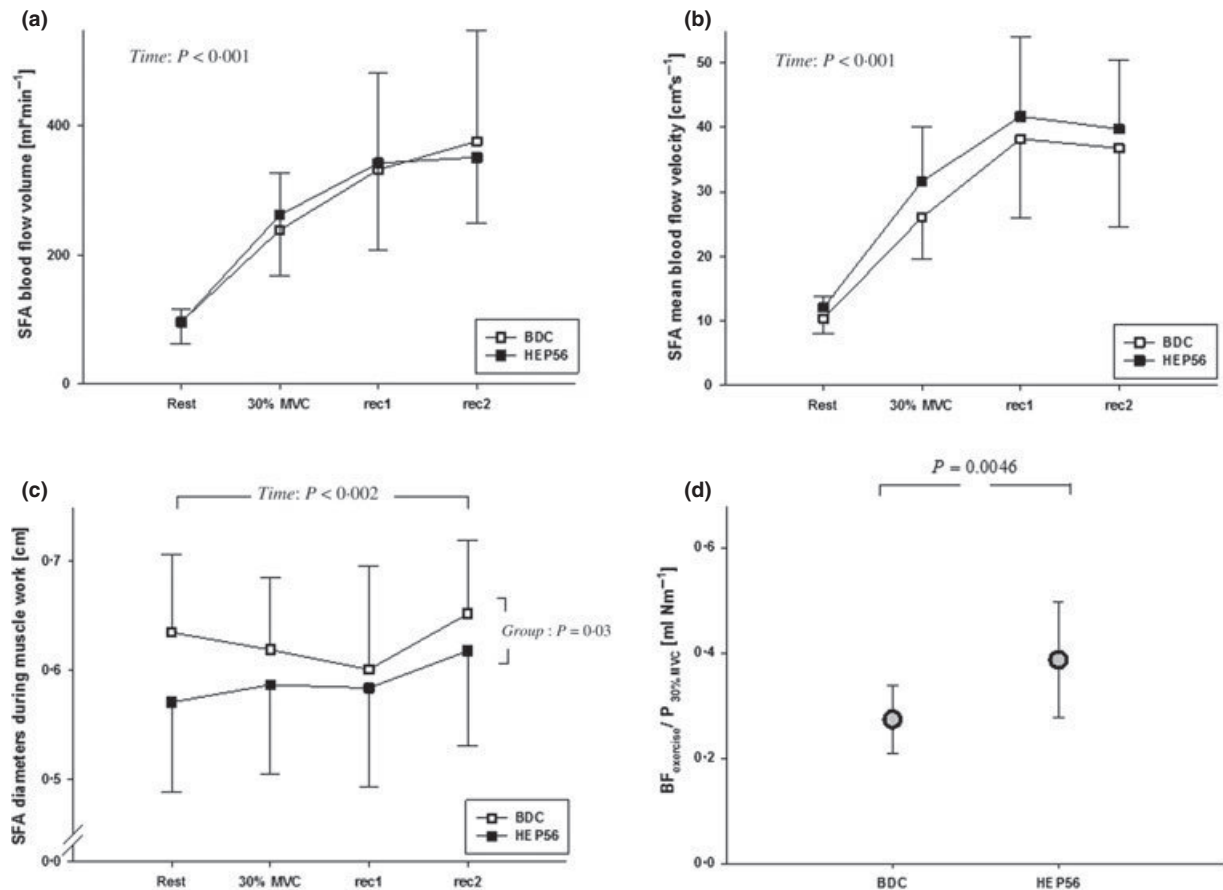 (a)
Time: P < 0·001
SFA blood flow volume [ml*min⁻¹]
400
200
0
Rest 30% MVC rec1 rec2
BDC
HEP56
(b)
Time: P < 0·001
SFA mean blood flow velocity [cm*s⁻¹]
50
40
30
20
10
0
Rest 30% MVC rec1 rec2
BDC
HEP56
(c)
Time: P < 0·002
SFA diameters during muscle work [cm]
0·7
0·6
0·5
0·0
Group : P = 0·03
Rest 30% MVC rec1 rec2
BDC
HEP56
(d)
P = 0.0046
BFexercise/ P 30% MVC [ml Nm⁻¹]
0·6
0·4
0·2
0·0
BDC HEP56